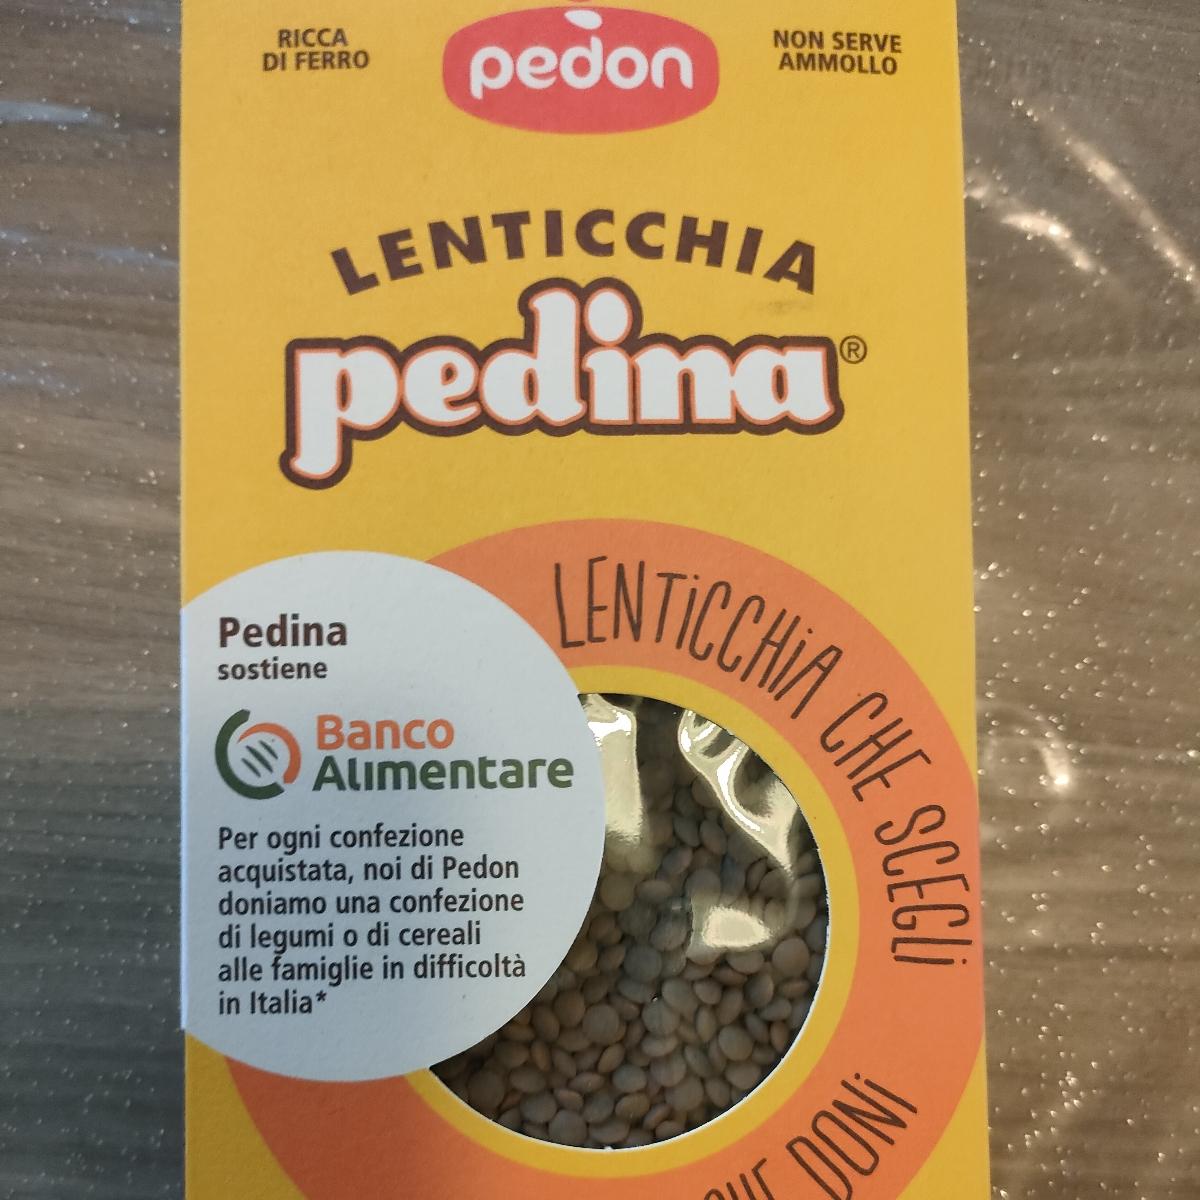 RICCA
DI FERRO
pedon
NON SERVE
AMMOLLO
LENTICCHIA
pedina®
LENTICCHIA CHE SCEGLI
Pedina
sostiene
Banco
Alimentare
Per ogni confezione
acquistata, noi di Pedon
doniamo una confezione
di legumi o di cereali
alle famiglie in difficoltà
in Italia*
DONI